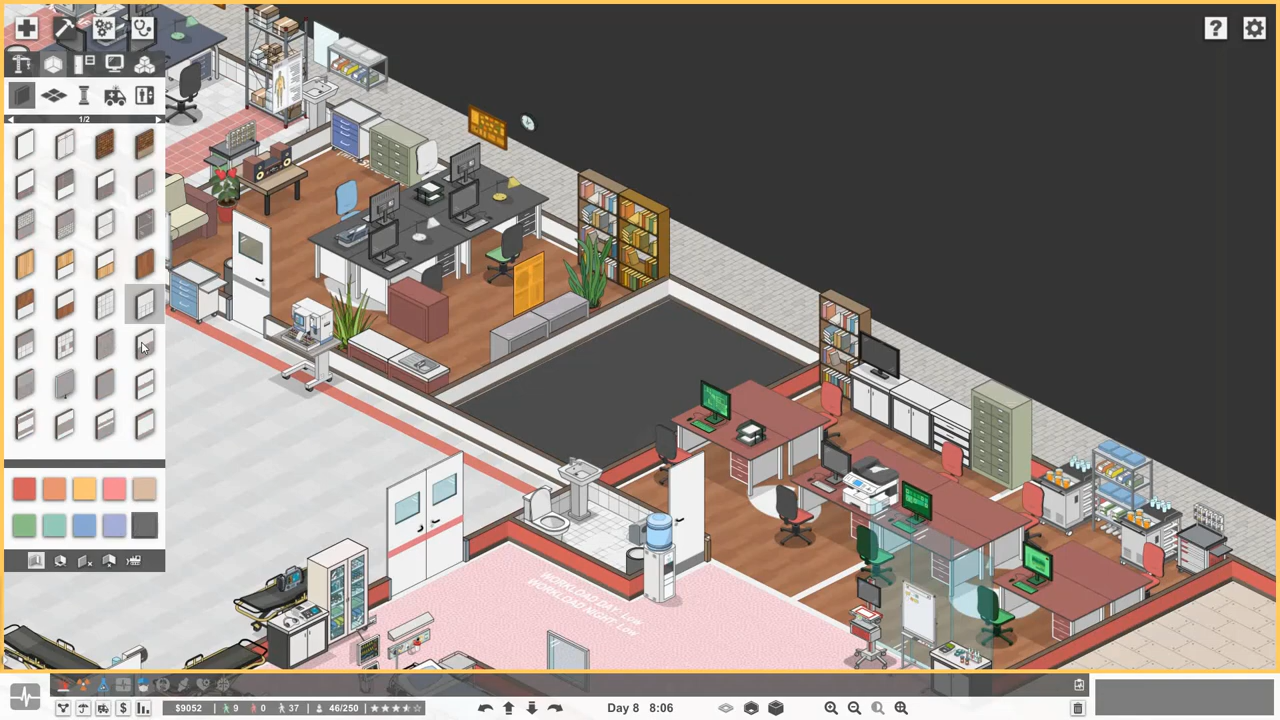 ?
1/2
WORKLOAD DAY: LOW
WORKLOAD NIGHT: LOW
$9052
9
0
37
46/250
Day 8 8:06
$